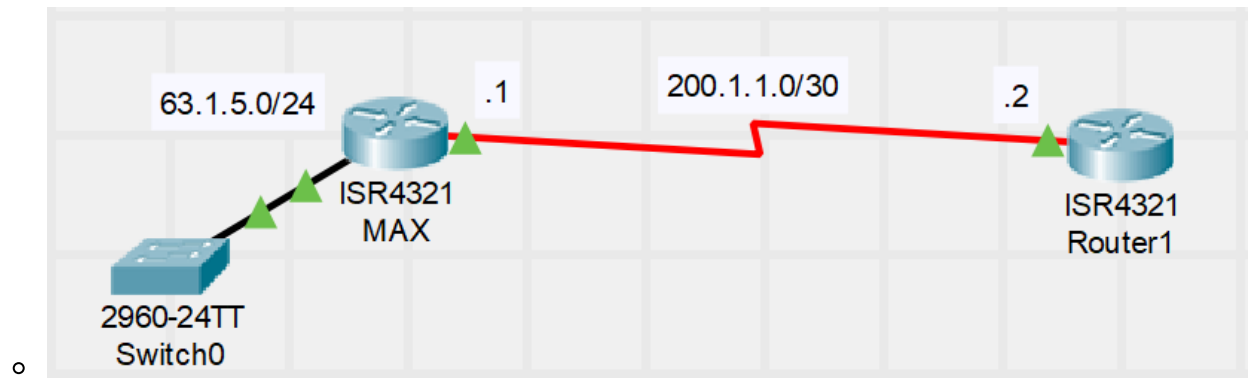 63.1.5.0/24
.1
200.1.1.0/30
.2
ISR4321
MAX
ISR4321
Router1
2960-24TT
Switch0